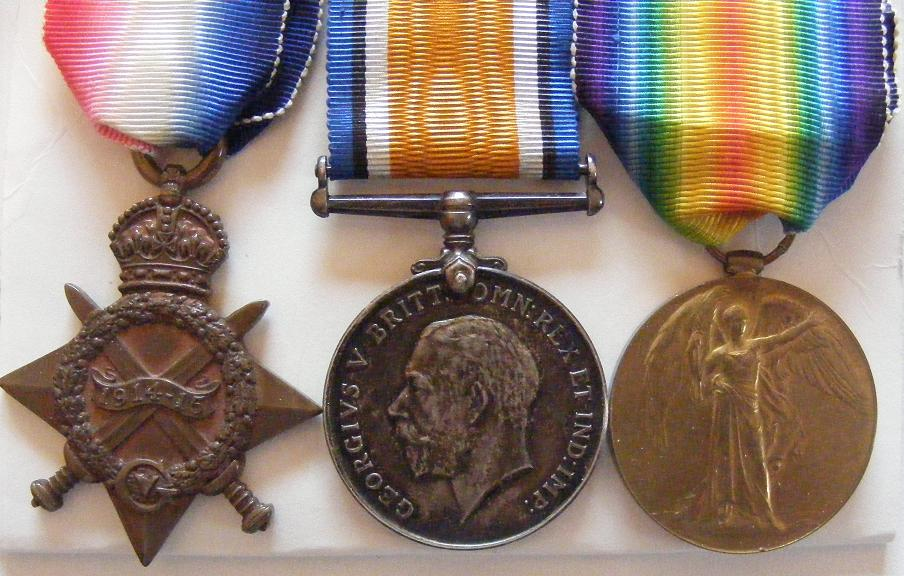 1914-15
GEORGIVS V BRITT: OMN: REX ET IND: IMP: